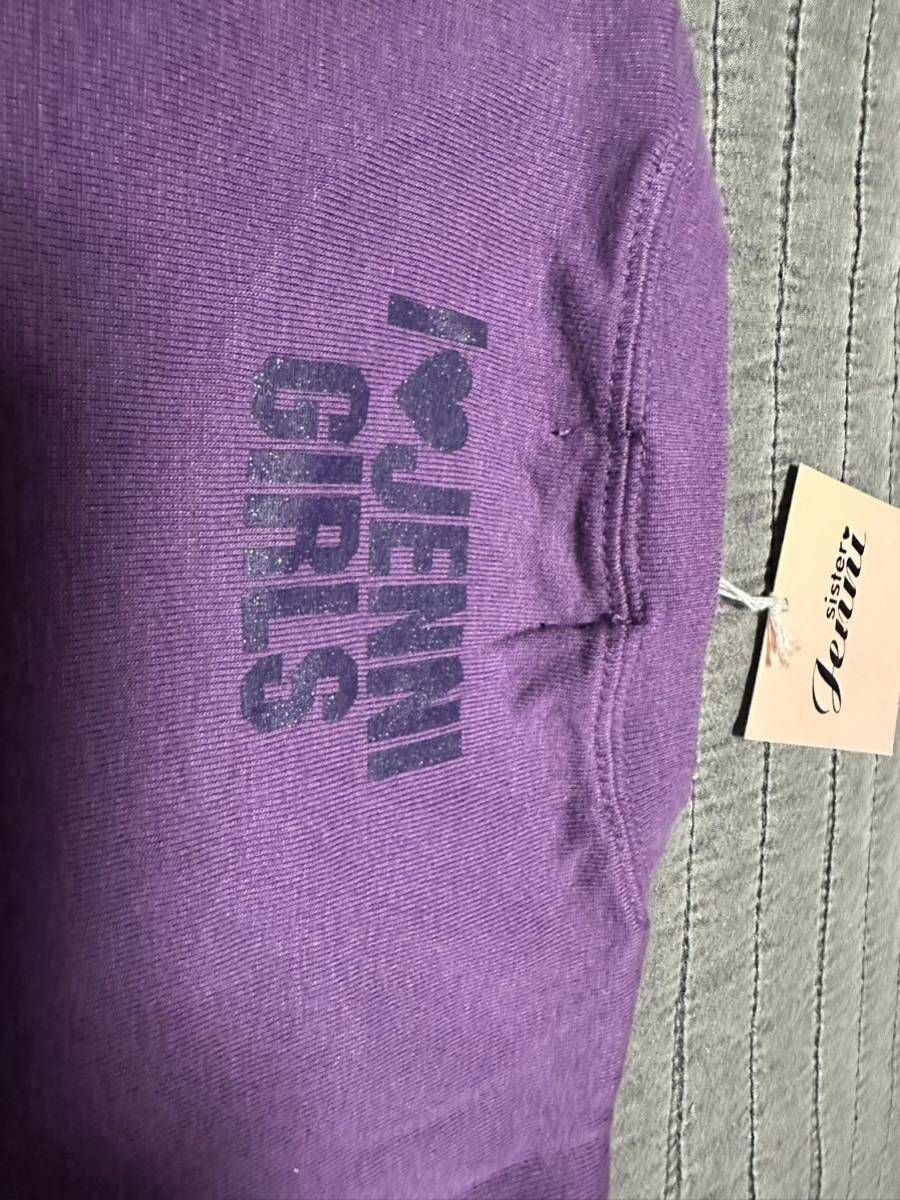 I ♥ JENNI
GIRLS
sister
Jenni